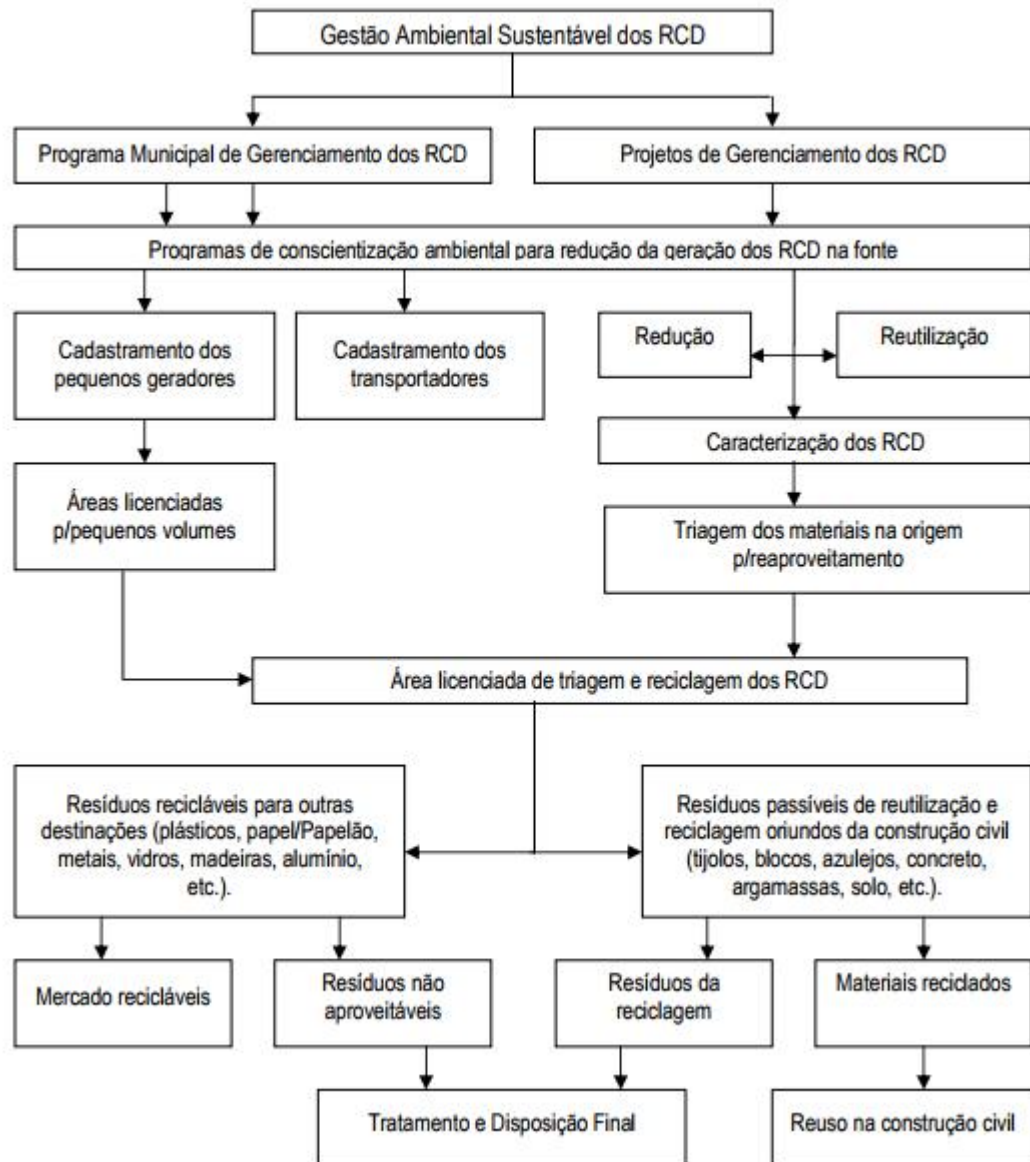 Gestão Ambiental Sustentável dos RCD
Programa Municipal de Gerenciamento dos RCD
Projetos de Gerenciamento dos RCD
Programas de conscientização ambiental para redução da geração dos RCD na fonte
Cadastramento dos
pequenos geradores
Cadastramento dos
transportadores
Redução
Reutilização
Caracterização dos RCD
Áreas licenciadas
p/pequenos volumes
Triagem dos materiais na origem
p/reaproveitamento
Área licenciada de triagem e reciclagem dos RCD
Resíduos recicláveis para outras
destinações (plásticos, papel/Papelão,
metais, vidros, madeiras, alumínio,
etc.).
Resíduos passíveis de reutilização e
reciclagem oriundos da construção civil
(tijolos, blocos, azulejos, concreto,
argamassas, solo, etc.).
Mercado recicláveis
Resíduos não
aproveitáveis
Resíduos da
reciclagem
Materiais reciclados
Tratamento e Disposição Final
Reuso na construção civil